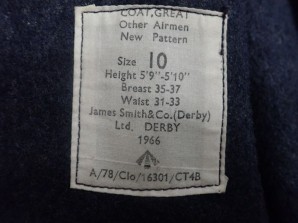 COAT, GREAT
Other Airmen
New Pattern
Size 10
Height 5'9"-5'10"
Breast 35-37
Waist 31-33
James Smith & Co. (Derby)
Ltd. DERBY
1966
A/78/Clo/16301/CT4B